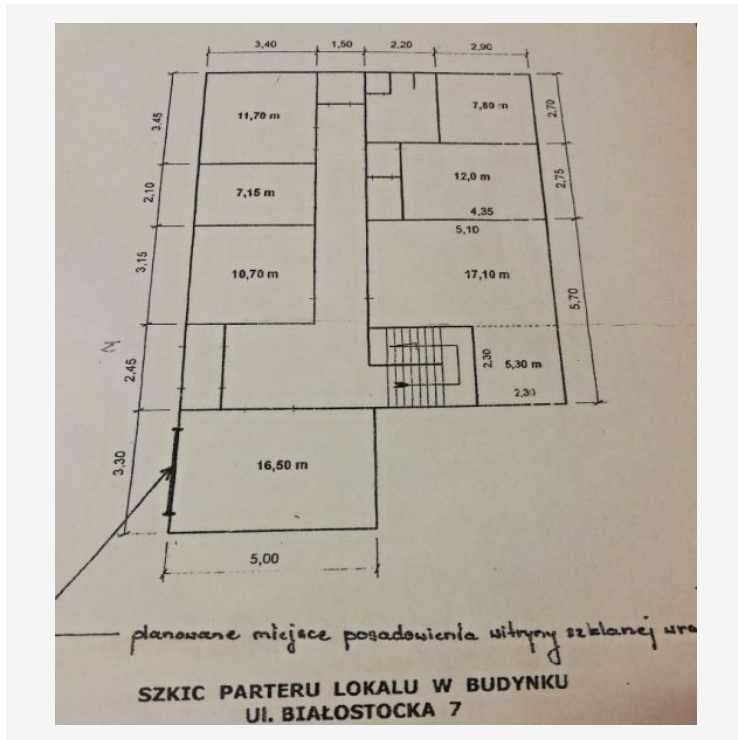 3,40 1,50 2,20 2,90
3,45
11,70 m
7,80 m
2,70
2,10
7,15 m
12,0 m
2,75
4,35
5,10
3,15
10,70 m
17,10 m
5,70
2,45
2,30
5,30 m
2,30
3,30
16,50 m
5,00
planowane miejsce posadowienia witryny szklanej wra
SZKIC PARTERU LOKALU W BUDYNKU
Ul. BIAŁOSTOCKA 7